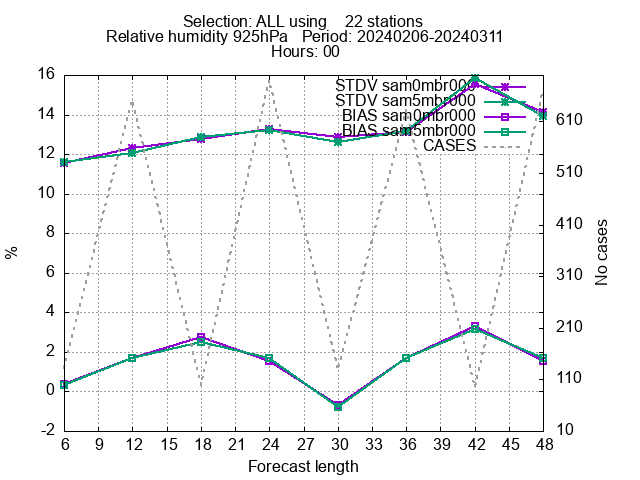 Selection: ALL using    22 stations
Relative humidity 925hPa   Period: 20240206-20240311
Hours: 00
STDV sam0mbr000
STDV sam5mbr000
BIAS sam0mbr000
BIAS sam5mbr000
CASES
%
16
14
12
10
8
6
4
2
0
-2
No cases
610
510
410
310
210
110
10
6 9 12 15 18 21 24 27 30 33 36 39 42 45 48
Forecast length